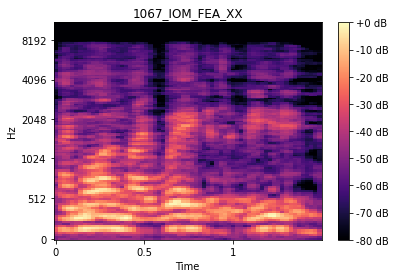 1067_IOM_FEA_XX
8192
4096
2048
1024
512
0
Hz
0
0.5
1
Time
+0 dB
-10 dB
-20 dB
-30 dB
-40 dB
-50 dB
-60 dB
-70 dB
-80 dB